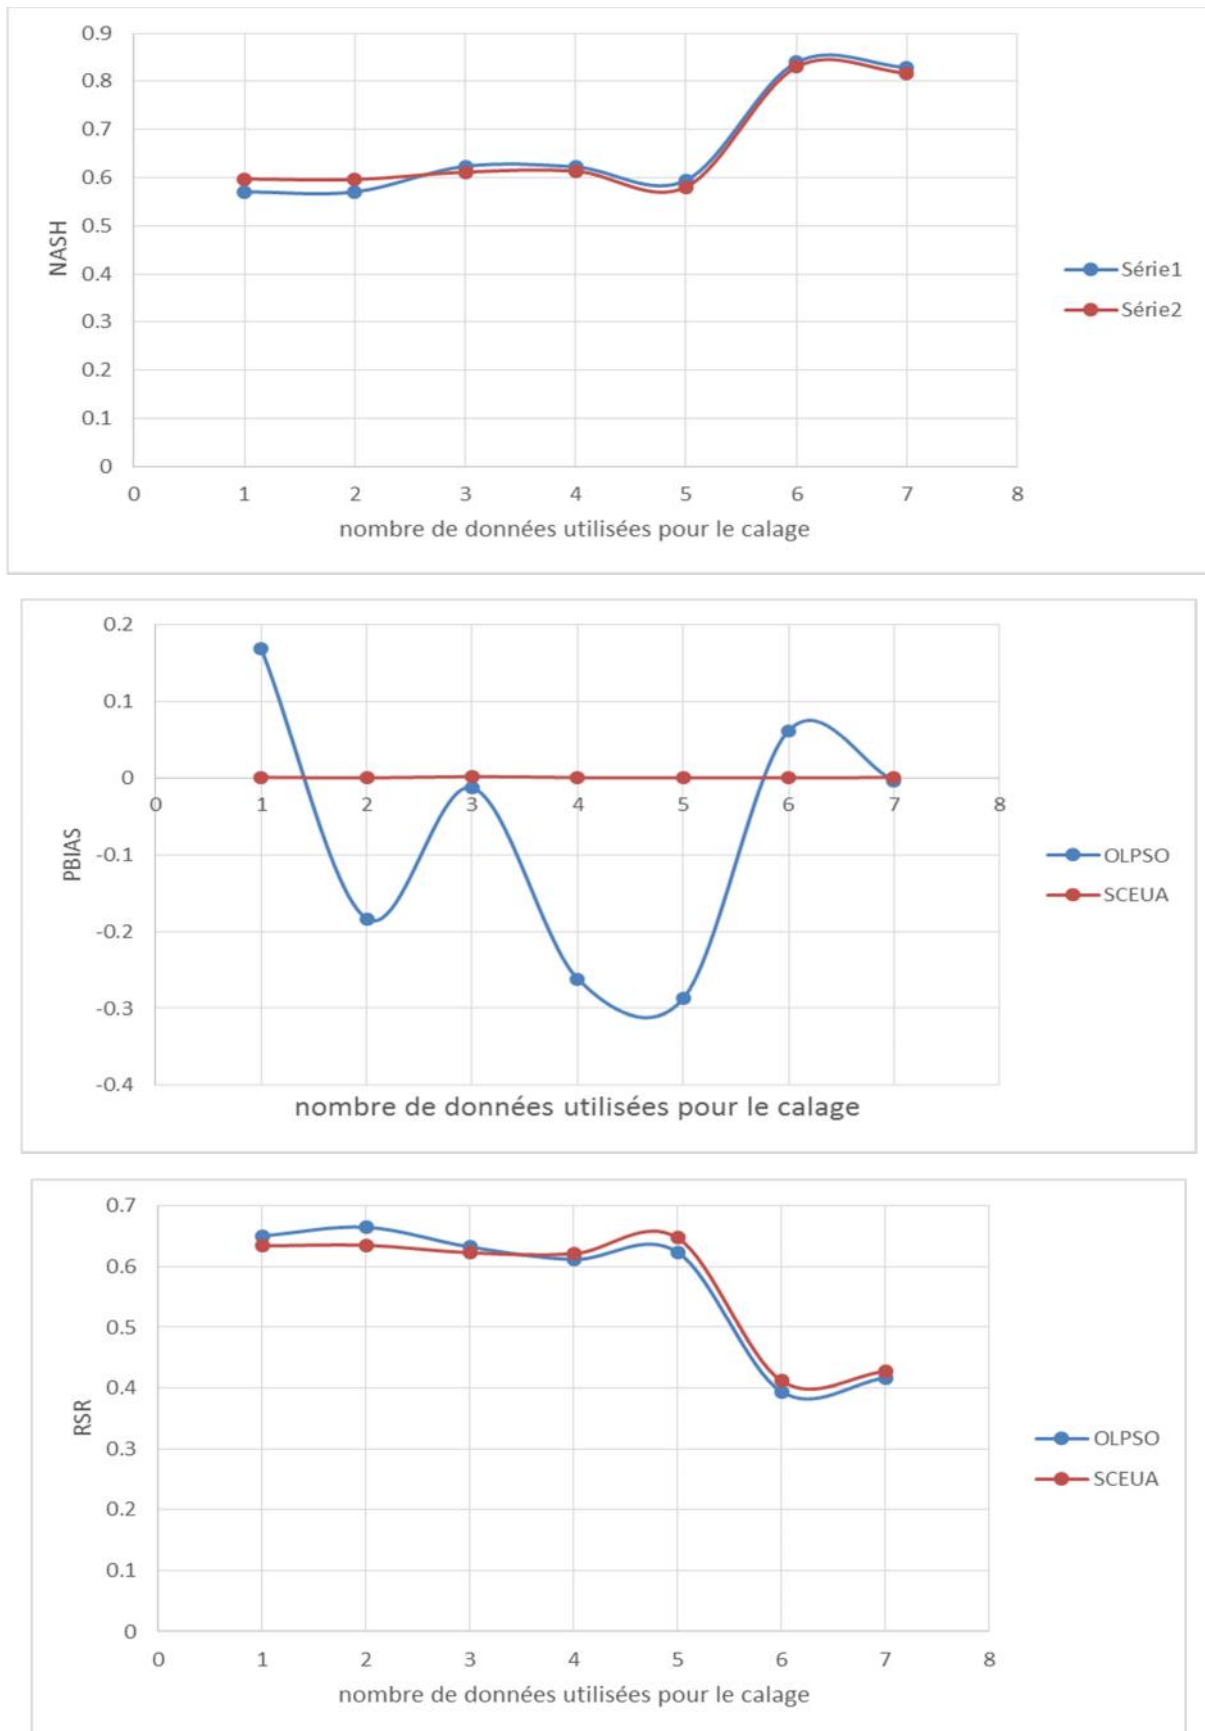 0.9
0.8
0.7
0.6
0.5
0.4
0.3
0.2
0.1
0
NASH
0 1 2 3 4 5 6 7 8
nombre de données utilisées pour le calage
Série1
Série2
0.2
0.1
0
-0.1
-0.2
-0.3
-0.4
PBIAS
0 1 2 3 4 5 6 7 8
nombre de données utilisées pour le calage
OLPSO
SCEUA
0.7
0.6
0.5
0.4
0.3
0.2
0.1
0
RSR
0 1 2 3 4 5 6 7 8
nombre de données utilisées pour le calage
OLPSO
SCEUA